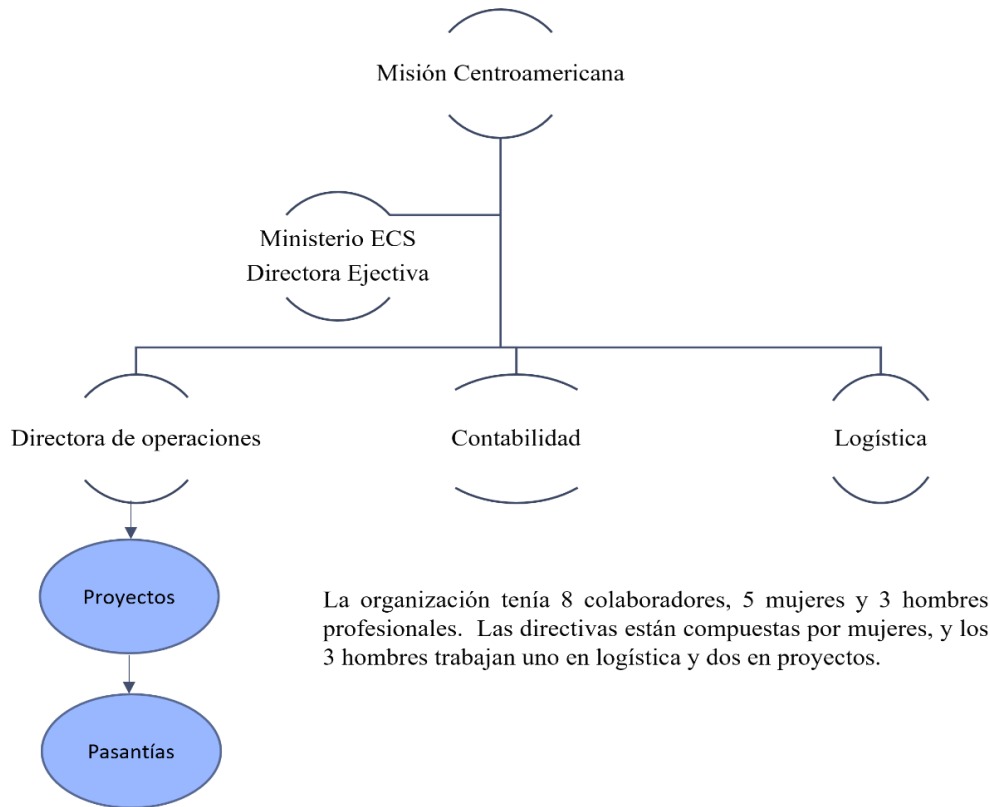 Misión Centroamericana
Ministerio ECS
Directora Ejectiva
Directora de operaciones
Contabilidad
Logística
Proyectos
La organización tenía 8 colaboradores, 5 mujeres y 3 hombres
profesionales. Las directivas están compuestas por mujeres, y los
3 hombres trabajan uno en logística y dos en proyectos.
Pasantías